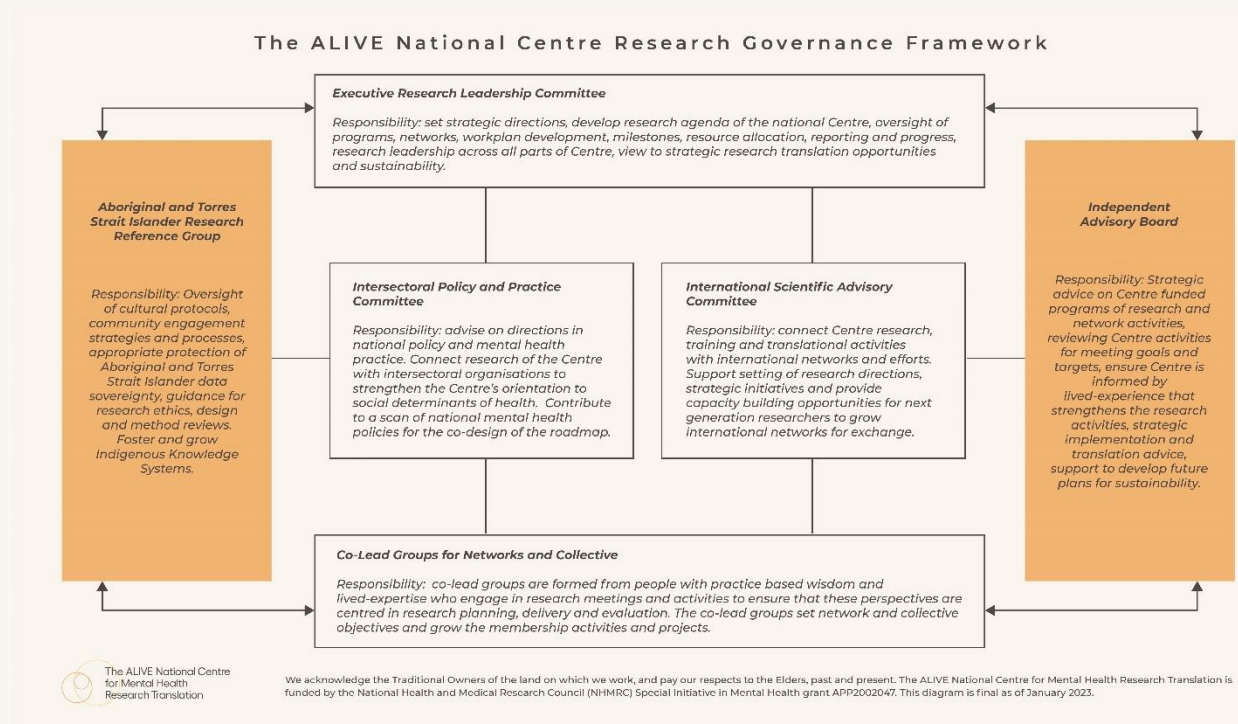 The ALIVE National Centre Research Governance Framework
Executive Research Leadership Committee
Responsibility: set strategic directions, develop research agenda of the national Centre, oversight of
programs, networks, workplan development, milestones, resource allocation, reporting and progress,
research leadership across all parts of Centre, view to strategic research translation opportunities
and sustainability.
Aboriginal and Torres
Strait Islander Research
Reference Group
Responsibility: Oversight
of cultural protocols,
community engagement
strategies and processes,
appropriate protection of
Aboriginal and Torres
Strait Islander data
sovereignty, guidance for
research ethics, design
and method reviews.
Foster and grow
Indigenous Knowledge
Systems.
Intersectoral Policy and Practice
Committee
Responsibility: advise on directions in
national policy and mental health
practice. Connect research of the Centre
with intersectoral organisations to
strengthen the Centre's orientation to
social determinants of health. Contribute
to a scan of national mental health
policies for the co-design of the roadmap.
International Scientific Advisory
Committee
Responsibility: connect Centre research,
training and translational activities
with international networks and efforts.
Support setting of research directions,
strategic initiatives and provide
capacity building opportunities for next
generation researchers to grow
international networks for exchange.
Independent
Advisory Board
Responsibility: Strategic
advice on Centre funded
programs of research and
network activities,
reviewing Centre activities
for meeting goals and
targets, ensure Centre is
informed by
lived-experience that
strengthens the research
activities, strategic
implementation and
translation advice,
support to develop future
plans for sustainability.
Co-Lead Groups for Networks and Collective
Responsibility: co-lead groups are formed from people with practice based wisdom and
lived-expertise who engage in research meetings and activities to ensure that these perspectives are
centred in research planning, delivery and evaluation. The co-lead groups set network and collective
objectives and grow the membership activities and projects.
The ALIVE National Centre
for Mental Health
Research Translation
We acknowledge the Traditional Owners of the land on which we work, and pay our respects to the Elders, past and present. The ALIVE National Centre for Mental Health Research Translation is
funded by the National Health and Medical Research Council (NHMRC) Special Initiative in Mental Health grant APP2002047. This diagram is final as of January 2023.